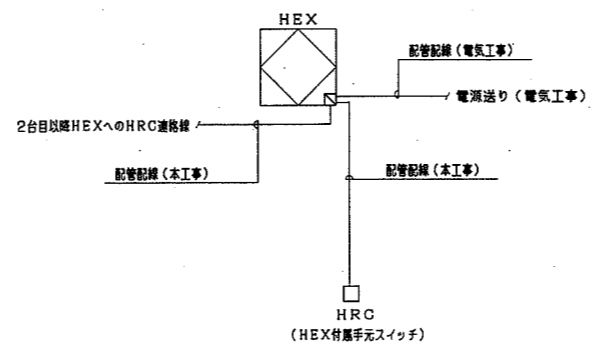 HEX
配管配線(電気工事)
電源送り(電気工事)
2台目以降HEXへのHRC連絡線
配管配線(本工事)
配管配線(本工事)
HRC
(HEX付属手元スイッチ)